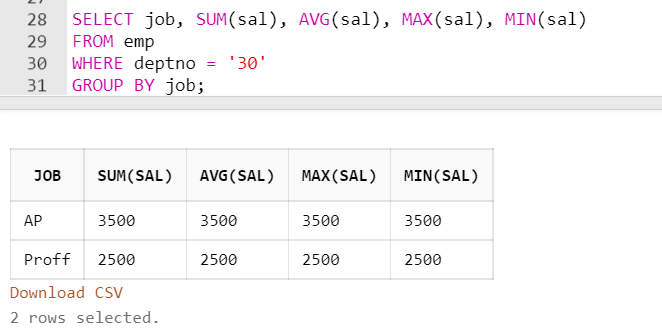 27
28 SELECT job, SUM(sal), AVG(sal), MAX(sal), MIN(sal)
29 FROM emp
30 WHERE deptno = '30'
31 GROUP BY job;
JOB SUM(SAL) AVG(SAL) MAX(SAL) MIN(SAL)
AP 3500 3500 3500 3500
Proff 2500 2500 2500 2500
Download CSV
2 rows selected.